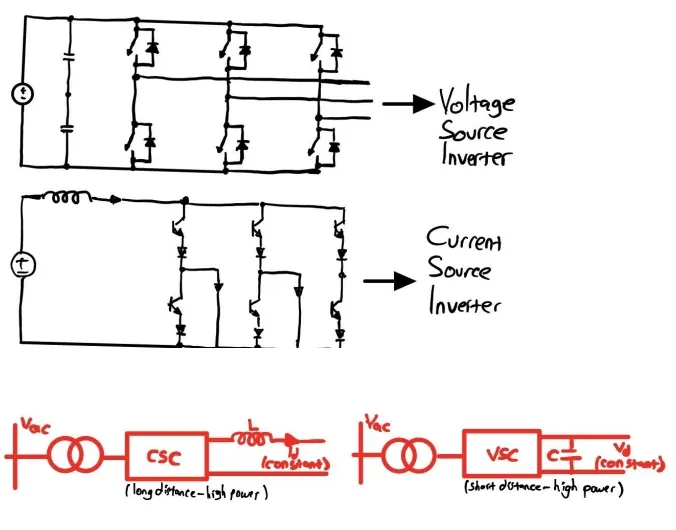 Voltage
Source
Inverter
Current
Source
Inverter
Vac
CSC
L
Id
(constant)
(long distance-high power)
Vac
VSC
C
Vd
(constant)
(short distance-high power)